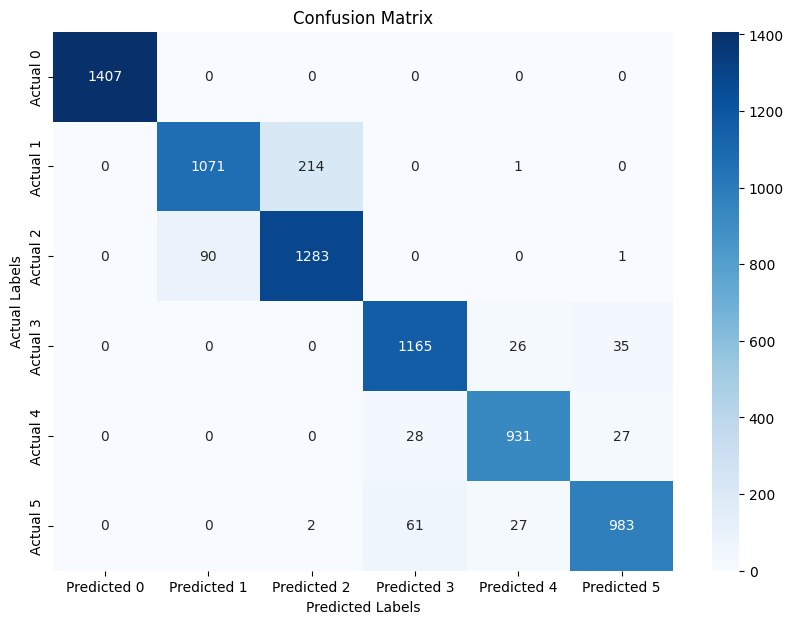 Confusion Matrix
Actual Labels
Actual 0 1407 0 0 0 0 0
Actual 1 0 1071 214 0 1 0
Actual 2 0 90 1283 0 0 1
Actual 3 0 0 0 1165 26 35
Actual 4 0 0 0 28 931 27
Actual 5 0 0 2 61 27 983
Predicted 0 Predicted 1 Predicted 2 Predicted 3 Predicted 4 Predicted 5
Predicted Labels
1400
1200
1000
800
600
400
200
0